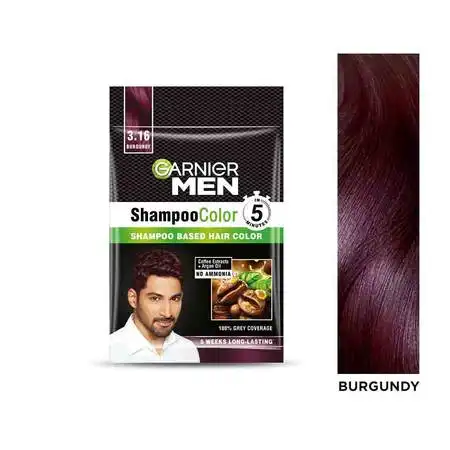 3.16
BURGUNDY
GARNIER
MEN
ShampooColor
IN
5
MINUTES
SHAMPOO BASED HAIR COLOR
Coffee Extracts
+ Argan Oil
NO AMMONIA
100% GREY COVERAGE
5 WEEKS LONG-LASTING
BURGUNDY